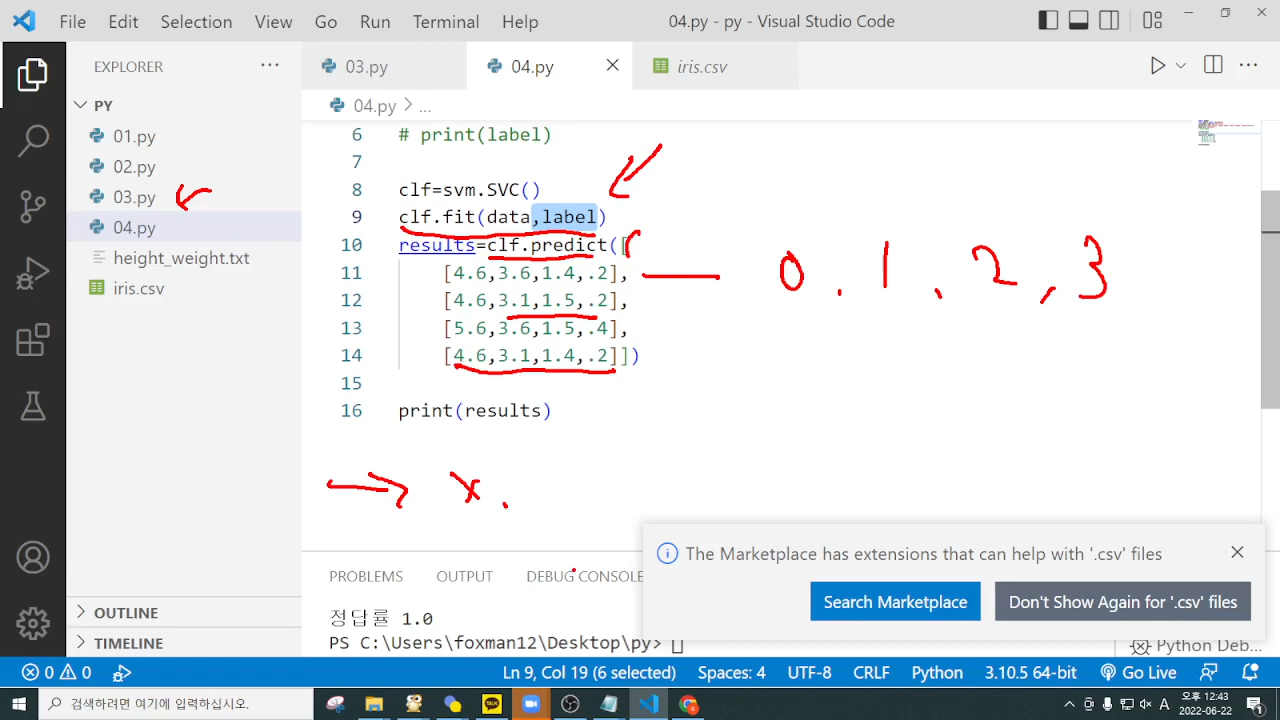 File Edit Selection View Go Run Terminal Help 04.py - py - Visual Studio Code
EXPLORER ...
03.py 04.py iris.csv
PY
04.py > ...
01.py
02.py
03.py
04.py
height_weight.txt
iris.csv
6 # print(label)
7
8 clf=svm.SVC()
9 clf.fit(data,label)
10 results=clf.predict([
11 [4.6,3.6,1.4,.2],
12 [4.6,3.1,1.5,.2],
13 [5.6,3.6,1.5,.4],
14 [4.6,3.1,1.4,.2]])
15
16 print(results)
0 . 1 , 2 , 3
x .
The Marketplace has extensions that can help with '.csv' files
Search Marketplace Don't Show Again for '.csv' files
PROBLEMS OUTPUT DEBUG CONSOLE
정답률 1.0
PS C:\Users\foxman12\Desktop\py>
Python Deb...
OUTLINE
TIMELINE
0 0 Ln 9, Col 19 (6 selected) Spaces: 4 UTF-8 CRLF Python 3.10.5 64-bit Go Live
검색하려면 여기에 입력하십시오.
TALK
A
오후 12:43
2022-06-22
1